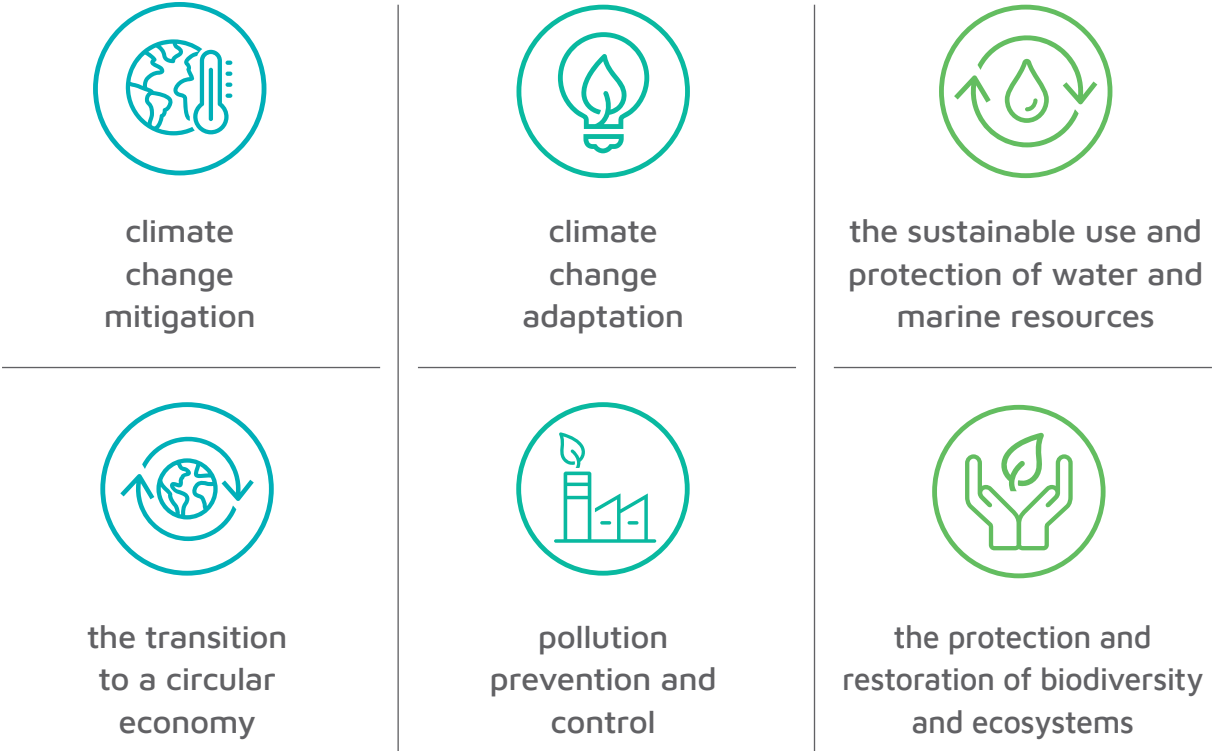 climate
change
mitigation
climate
change
adaptation
the sustainable use and
protection of water and
marine resources
the transition
to a circular
economy
pollution
prevention and
control
the protection and
restoration of biodiversity
and ecosystems